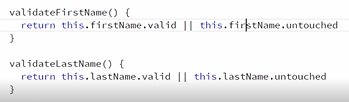 validateFirstName() {
return this.firstName.valid || this.firstName.untouched
}
validateLastName() {
return this.lastName.valid || this.lastName.untouched
}